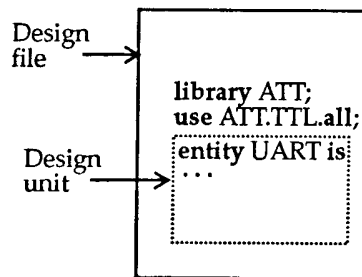 Design
file
library ATT;
use ATT.TTL.all;
Design
unit
entity UART is
...